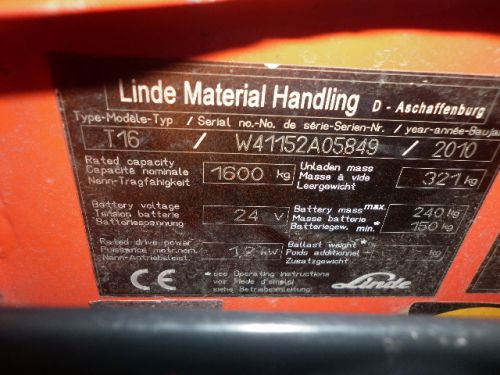 Linde Material Handling D - Aschaffenburg
Type-Modèle-Typ / Serial no.-No. de série-Serien-Nr. / year-année-Baujahr
T16 / W41152A05849 / 2010
Rated capacity
Capacité nominale
Nenn-Tragfähigkeit
1600 kg
Unladen mass
Masse à vide
Leergewicht
321 kg
Battery voltage
Tension batterie
Batteriespannung
24 V
Battery mass max.
Masse batterie *
Batteriegew. min.
240 kg
150 kg
Rated drive power
Puissance motr.nom.
Nenn-Antriebsleist.
1,2 kW
Ballast weight *
Poids additionnel
Zusatzgewicht
kg
CE
* see Operating instructions
voir Mode d'emploi
siehe Betriebsanleitung
Linde